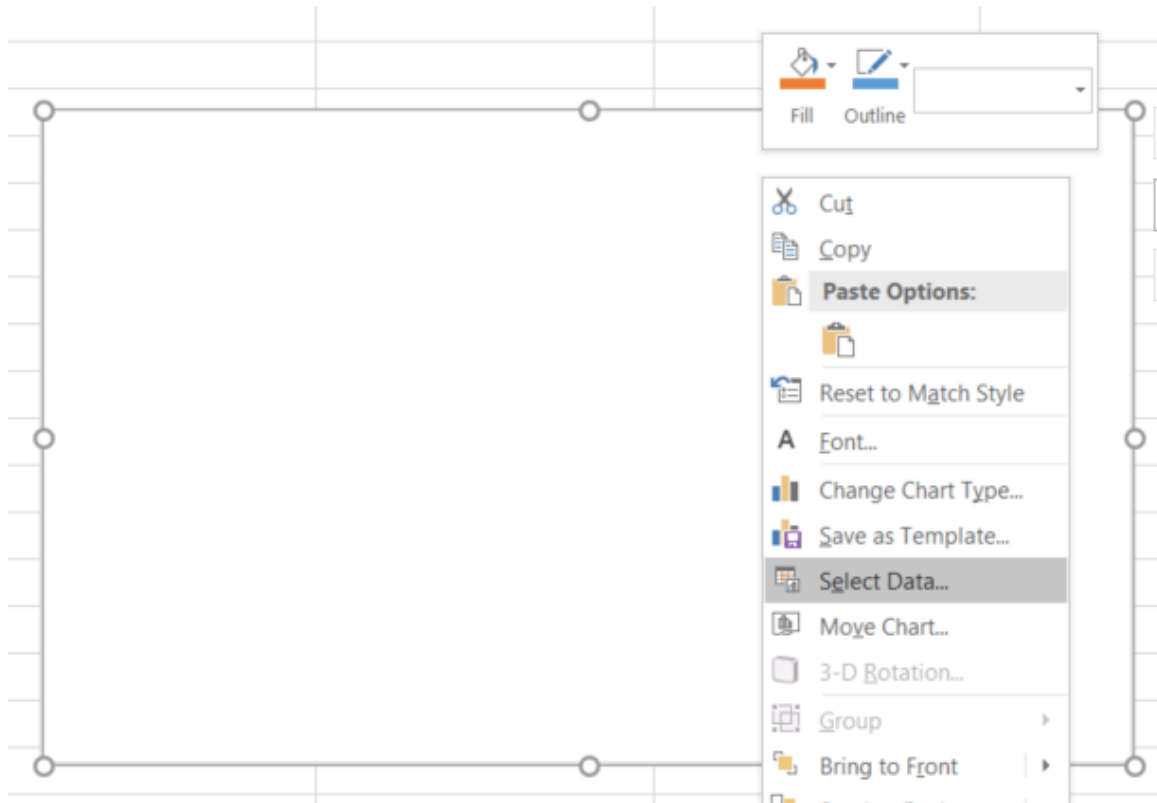 Fill Outline
Cut
Copy
Paste Options:
Reset to Match Style
A Font...
Change Chart Type...
Save as Template...
Select Data...
Move Chart...
3-D Rotation...
Group
Bring to Front